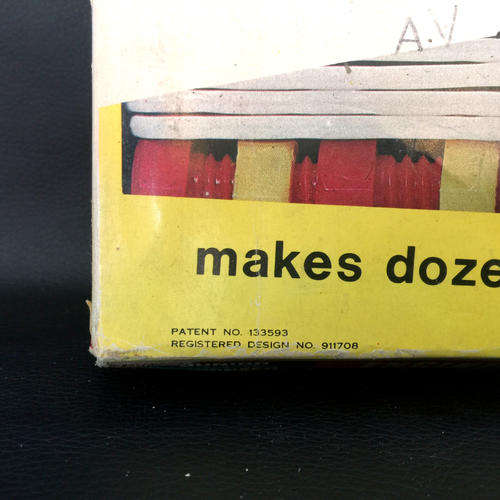 A.Y
makes doze
PATENT NO. 133593
REGISTERED DESIGN NO. 911708